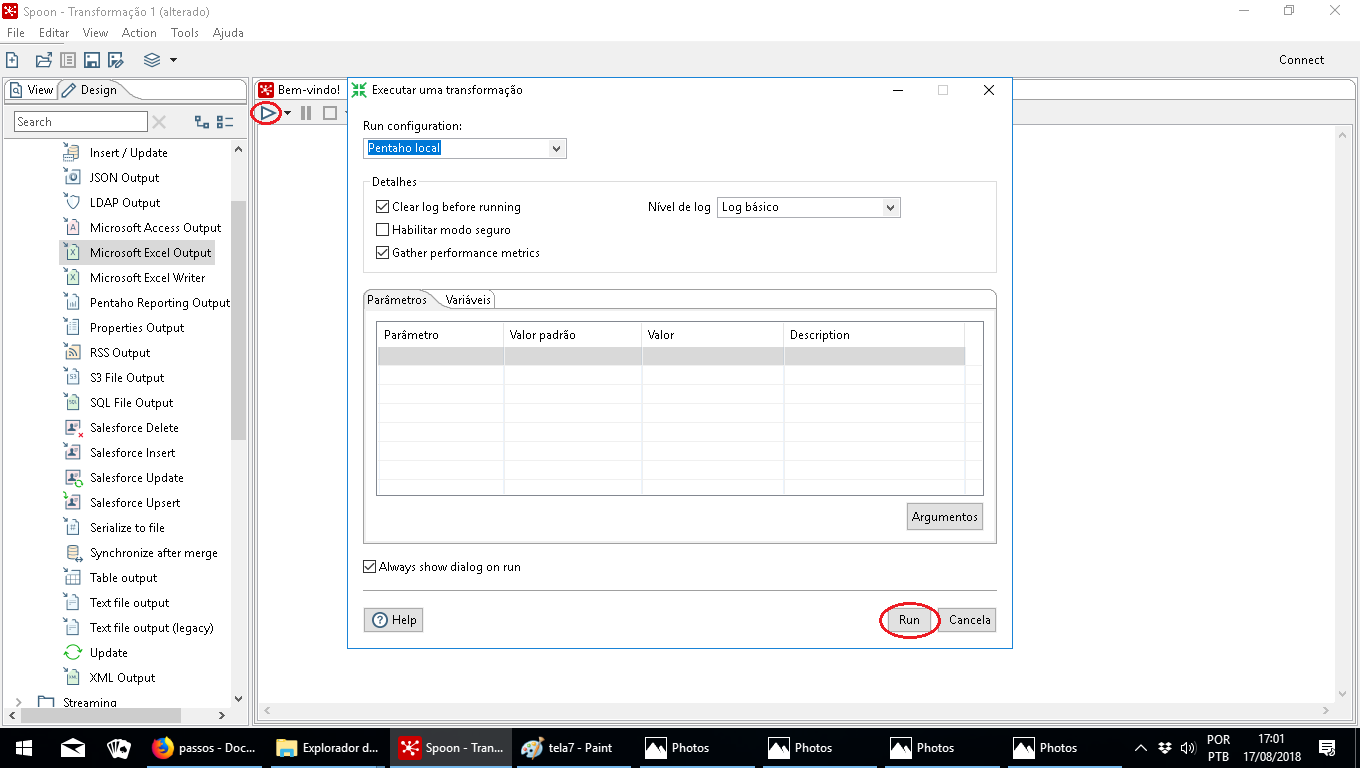 Spoon - Transformação 1 (alterado)
File Editar View Action Tools Ajuda
Connect
View Design
Search
Insert / Update
JSON Output
LDAP Output
Microsoft Access Output
Microsoft Excel Output
Microsoft Excel Writer
Pentaho Reporting Output
Properties Output
RSS Output
S3 File Output
SQL File Output
Salesforce Delete
Salesforce Insert
Salesforce Update
Salesforce Upsert
Serialize to file
Synchronize after merge
Table output
Text file output
Text file output (legacy)
Update
XML Output
Streaming
Bem-vindo!
Executar uma transformação
Run configuration:
Pentaho local
Detalhes
Clear log before running
Nível de log Log básico
Habilitar modo seguro
Gather performance metrics
Parâmetros Variáveis
Parâmetro Valor padrão Valor Description
Argumentos
Always show dialog on run
Help Run Cancela
passos - Doc... Explorador d... Spoon - Tran... tela7 - Paint Photos Photos Photos Photos
POR
PTB
17:01
17/08/2018